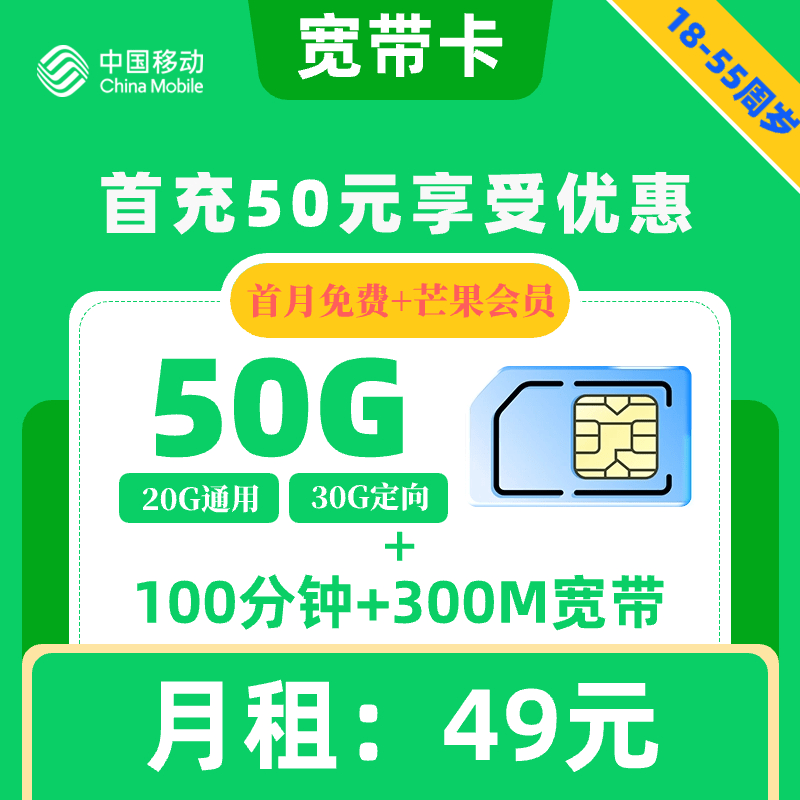 中国移动
China Mobile
宽带卡
18-55周岁
首充50元享受优惠
首月免费+芒果会员
50G
20G通用
30G定向
+
100分钟+300M宽带
月租：49元